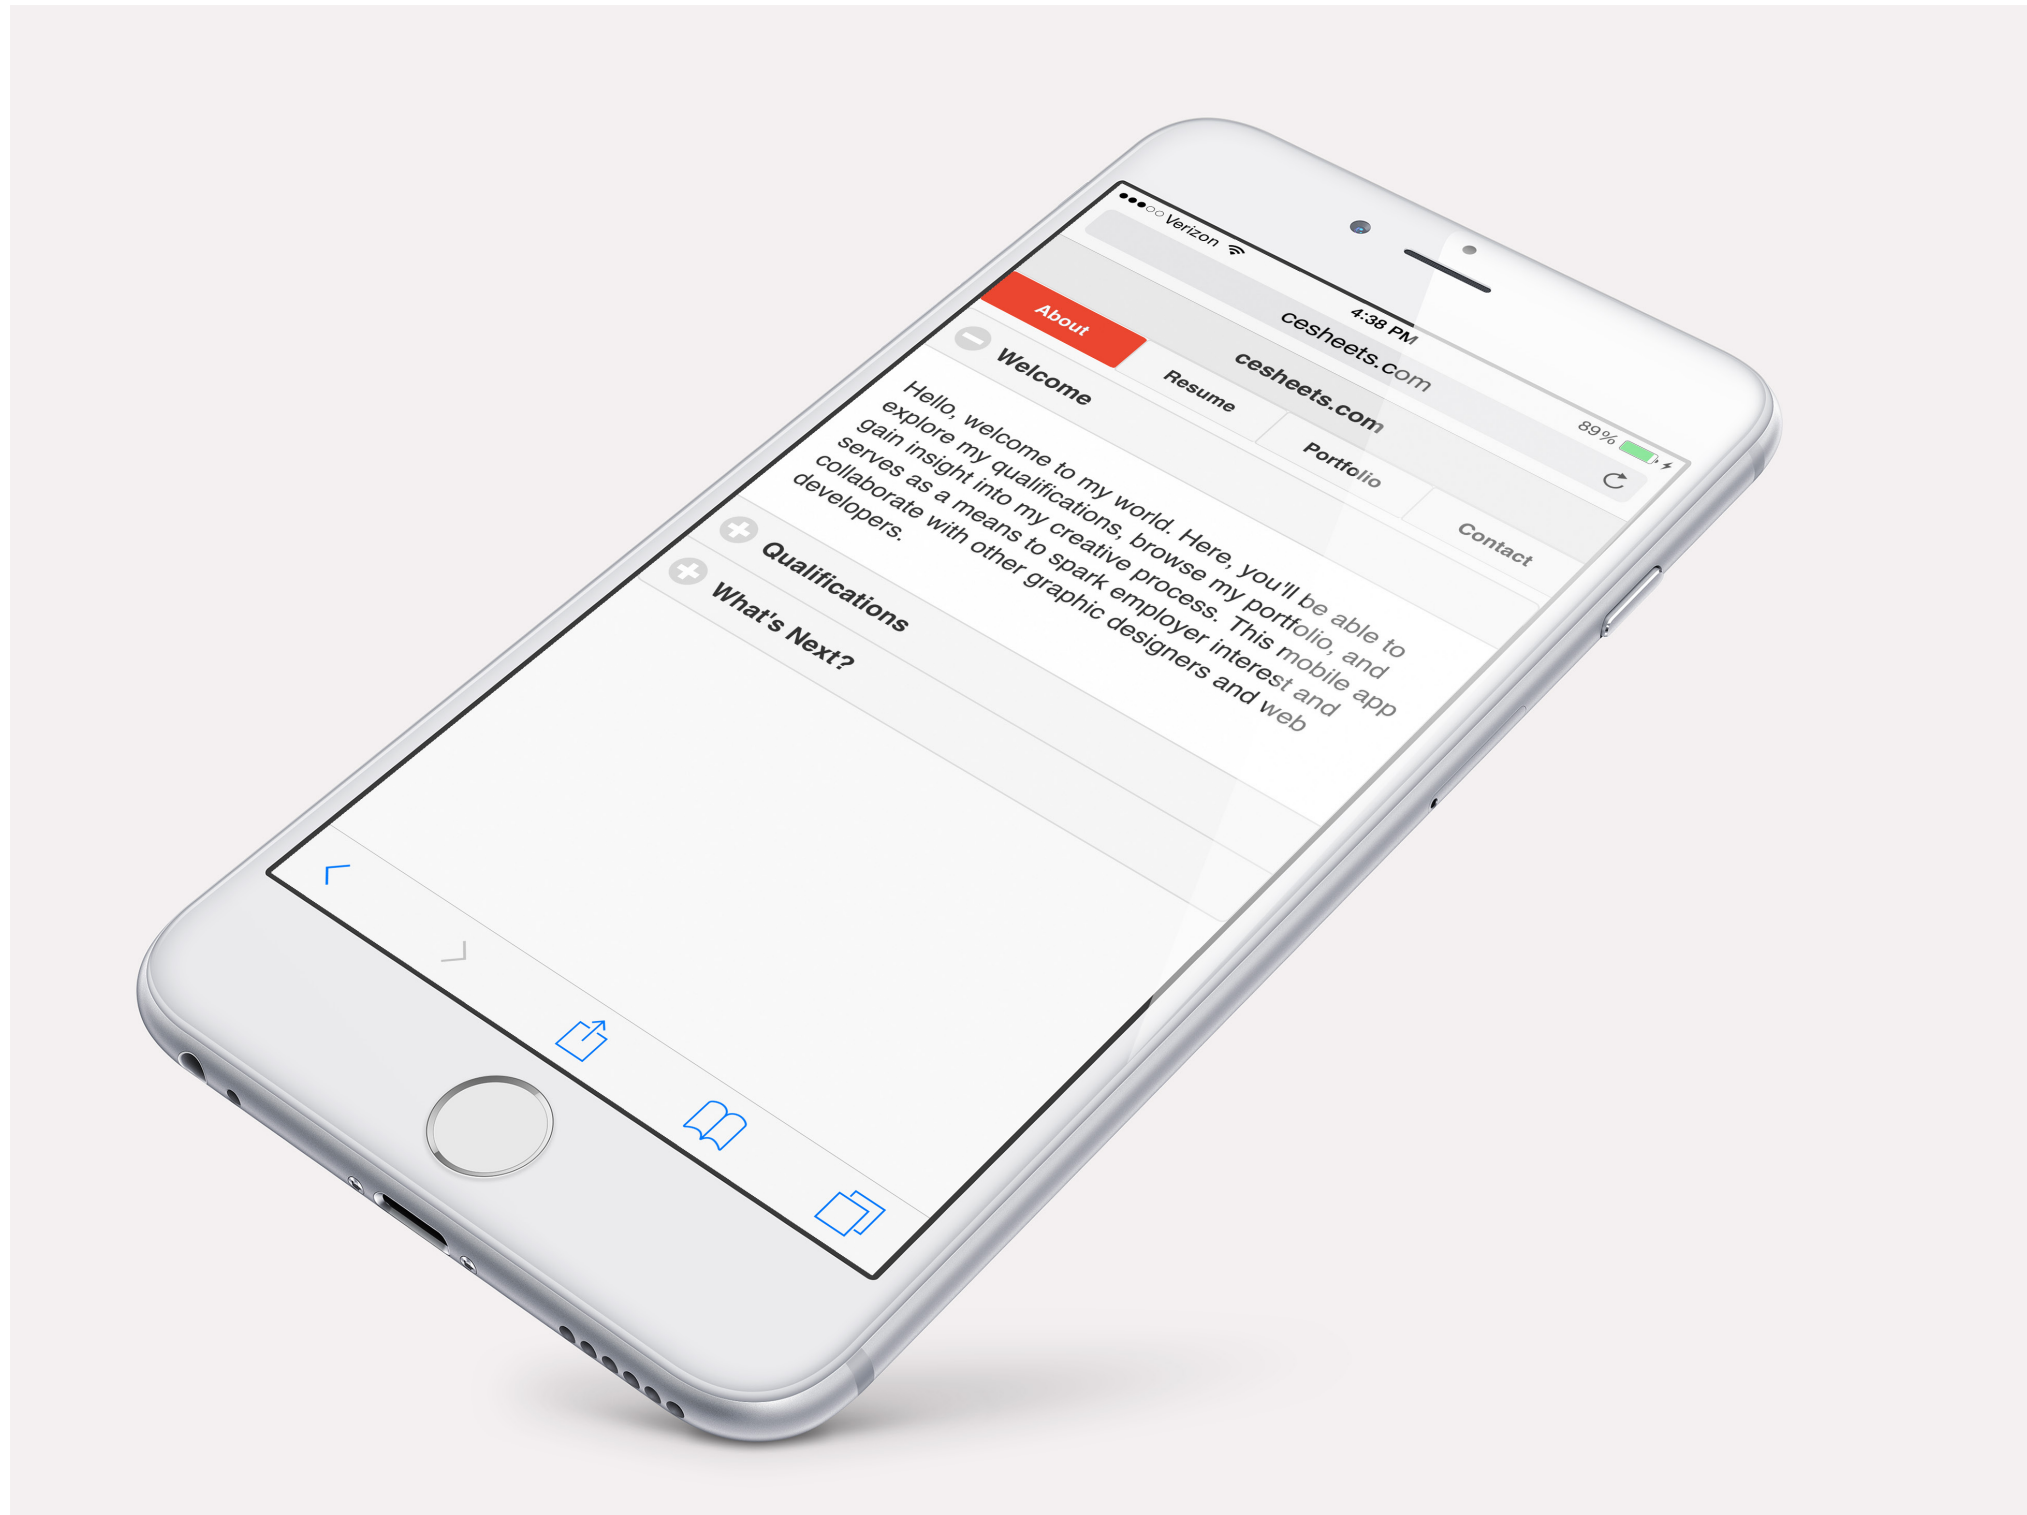 Verizon
4:38 PM
89%
cesheets.com
cesheets.com
About
Resume
Portfolio
Contact
Welcome
Hello, welcome to my world. Here, you'll be able to
explore my qualifications, browse my portfolio, and
gain insight into my creative process. This mobile app
serves as a means to spark employer interest and
collaborate with other graphic designers and web
developers.
Qualifications
What's Next?